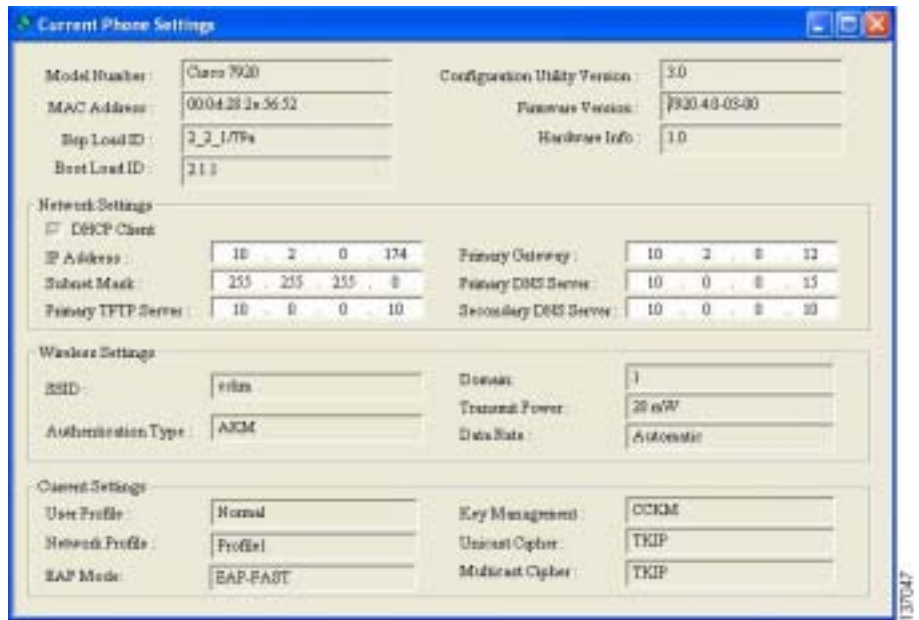 Current Phone Settings
Model Number : Cisco 7920
Configuration Utility Version : 3.0
MAC Address : 00:0d:28:2e:56:52
Firmware Version : 7920.4.0-03-00
Bsp Load ID :
Hardware Info : 1.0
Boot Load ID : 2.1.1
Network Settings
DHCP Client
IP Address : 10 . 2 . 0 . 174
Primary Gateway : 10 . 2 . 0 . 12
Subnet Mask : 255 . 255 . 255 . 0
Primary DNS Server : 10 . 0 . 0 . 15
Primary TFTP Server : 10 . 0 . 0 . 10
Secondary DNS Server : 10 . 0 . 0 . 10
Wireless Settings
SSID :
Domain: 1
Transmit Power : 20 mW
Authentication Type : AKM
Data Rate : Automatic
Current Settings
User Profile : Normal
Key Management : CCKM
Network Profile : Profile1
Unicast Cipher : TKIP
EAP Mode: EAP-FAST
Multicast Cipher : TKIP
137047